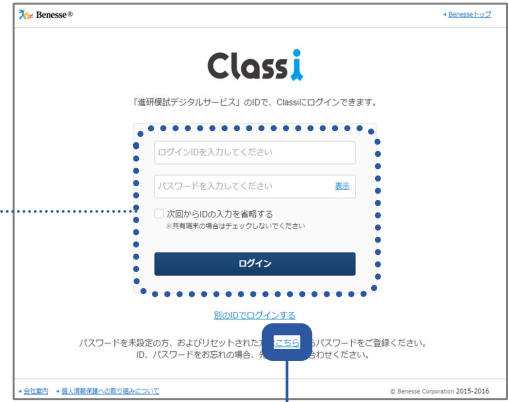 Benesse®
Benesseトップ
Classi
「進研模試デジタルサービス」のIDで、Classiにログインできます。
ログインIDを入力してください
パスワードを入力してください 表示
次回からIDの入力を省略する
※共有端末の場合はチェックしないでください
ログイン
別のIDでログインする
パスワードを未設定の方、およびリセットされた こちら らパスワードをご登録ください。
ID、パスワードをお忘れの場合、 合わせください。
会社案内 個人情報保護への取り組みについて
© Benesse Corporation 2015-2016